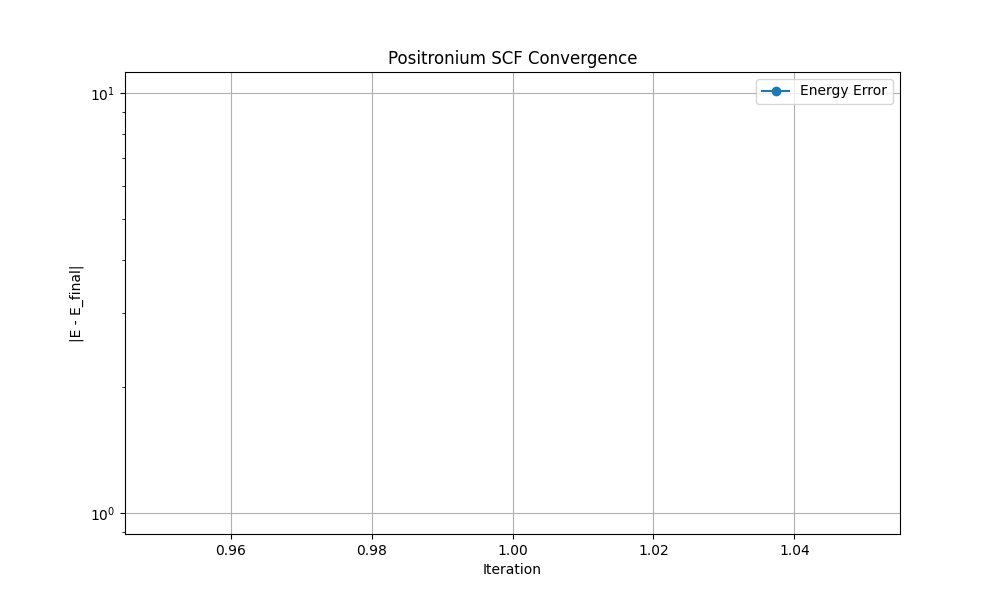 Positronium SCF Convergence
10¹
Energy Error
|E - E_final|
10⁰
0.96 0.98 1.00 1.02 1.04
Iteration